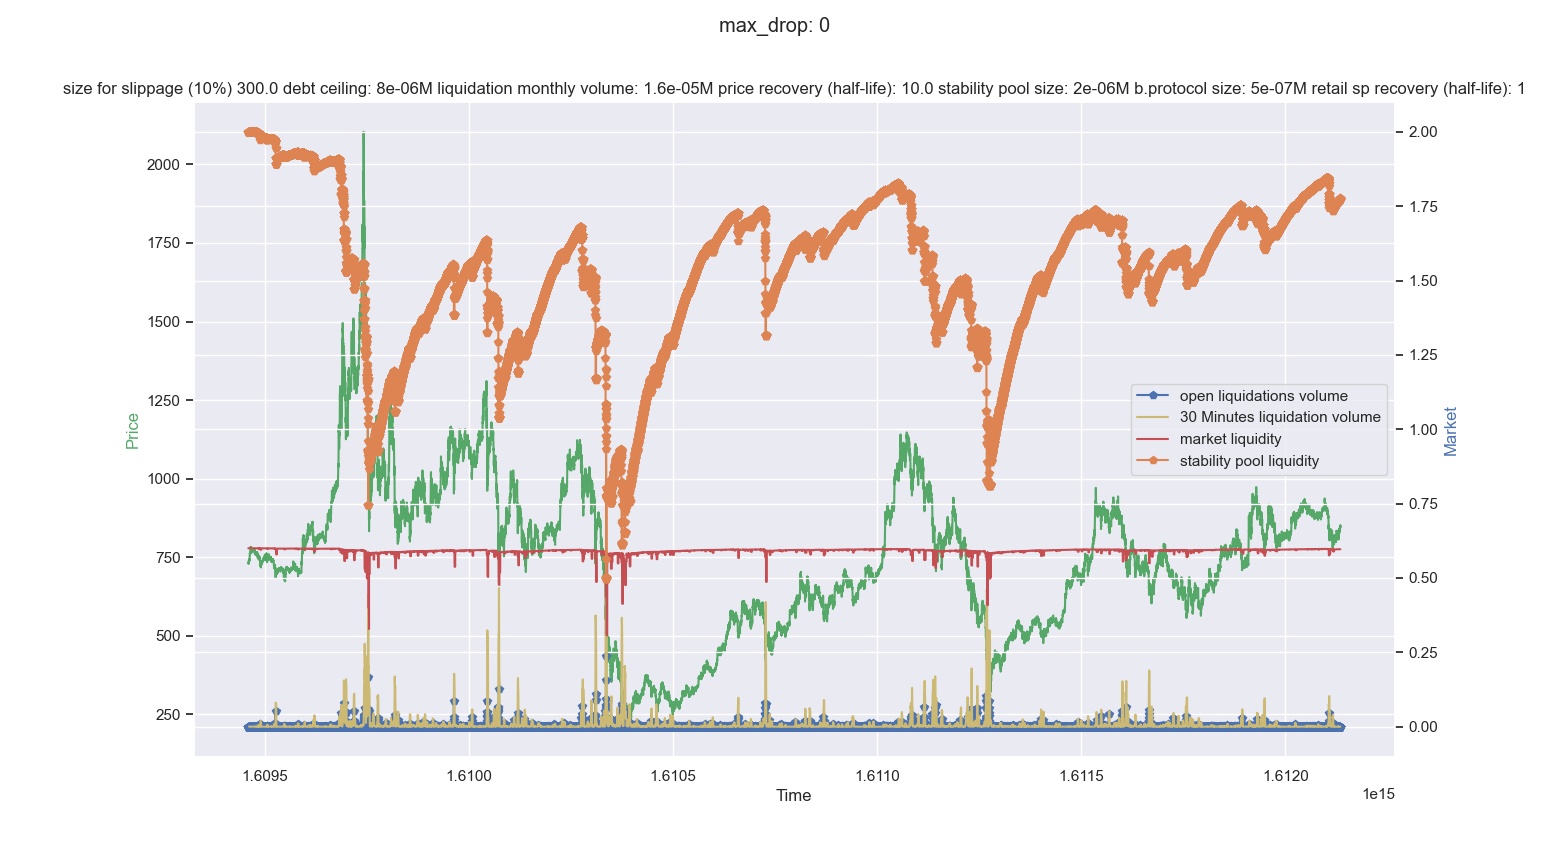 max_drop: 0
size for slippage (10%) 300.0 debt ceiling: 8e-06M liquidation monthly volume: 1.6e-05M price recovery (half-life): 10.0 stability pool size: 2e-06M b.protocol size: 5e-07M retail sp recovery (half-life): 1
2000
1750
1500
1250
1000
750
500
250
Price
2.00
1.75
1.50
1.25
1.00
0.75
0.50
0.25
0.00
Market
open liquidations volume
30 Minutes liquidation volume
market liquidity
stability pool liquidity
1.6095 1.6100 1.6105 1.6110 1.6115 1.6120
Time
1e15